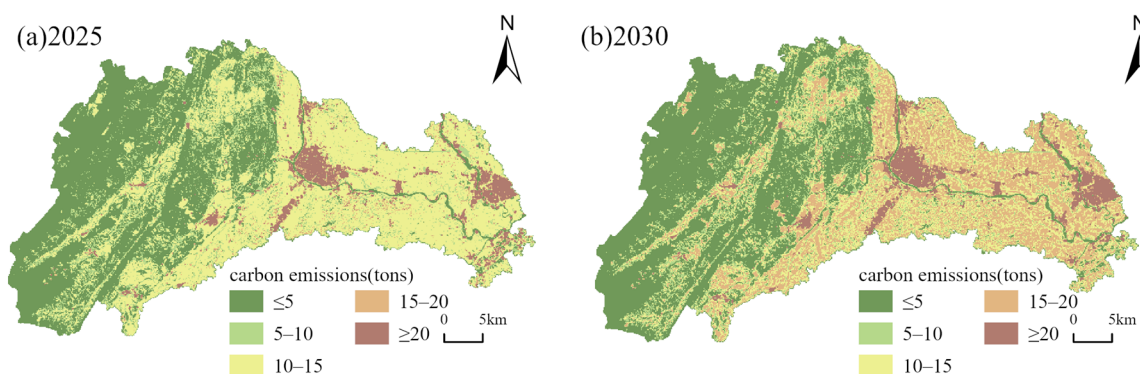 (a)2025
N
carbon emissions(tons)
≤5
15–20
5–10
≥20
10–15
0
5km
(b)2030
N
carbon emissions(tons)
≤5
15–20
5–10
≥20
10–15
0
5km